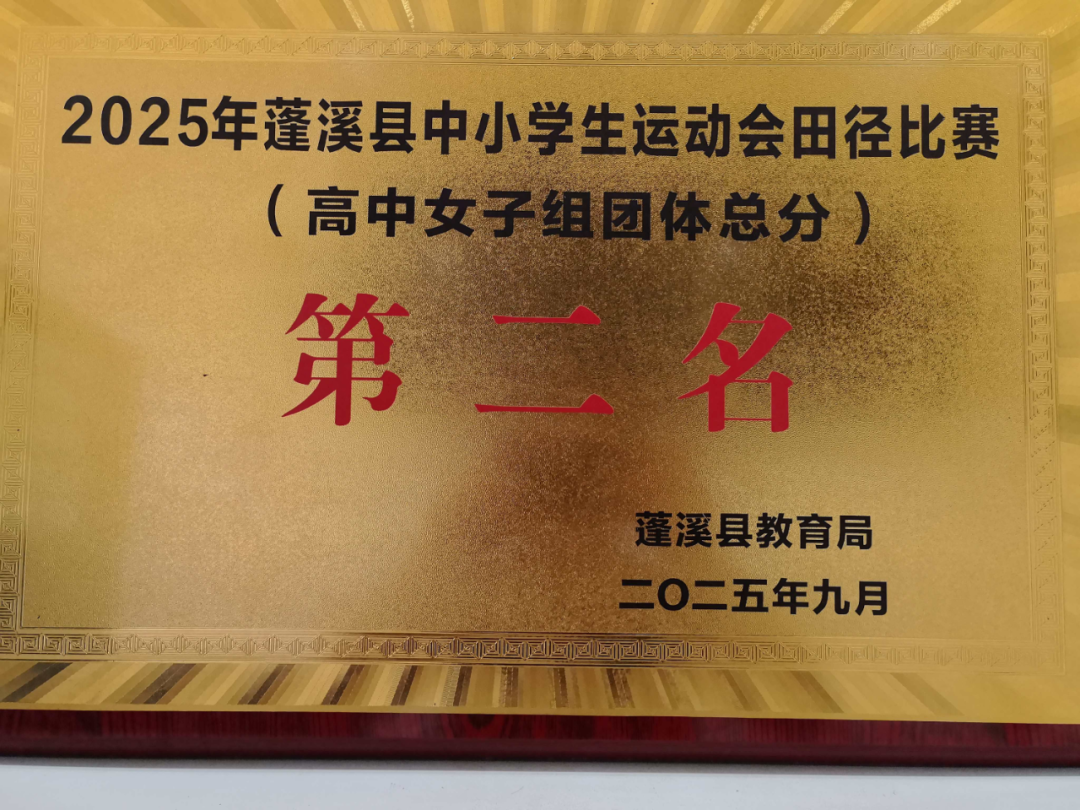 2025年蓬溪县中小学生运动会田径比赛
（高中女子组团体总分）
第二名
蓬溪县教育局
二〇二五年九月